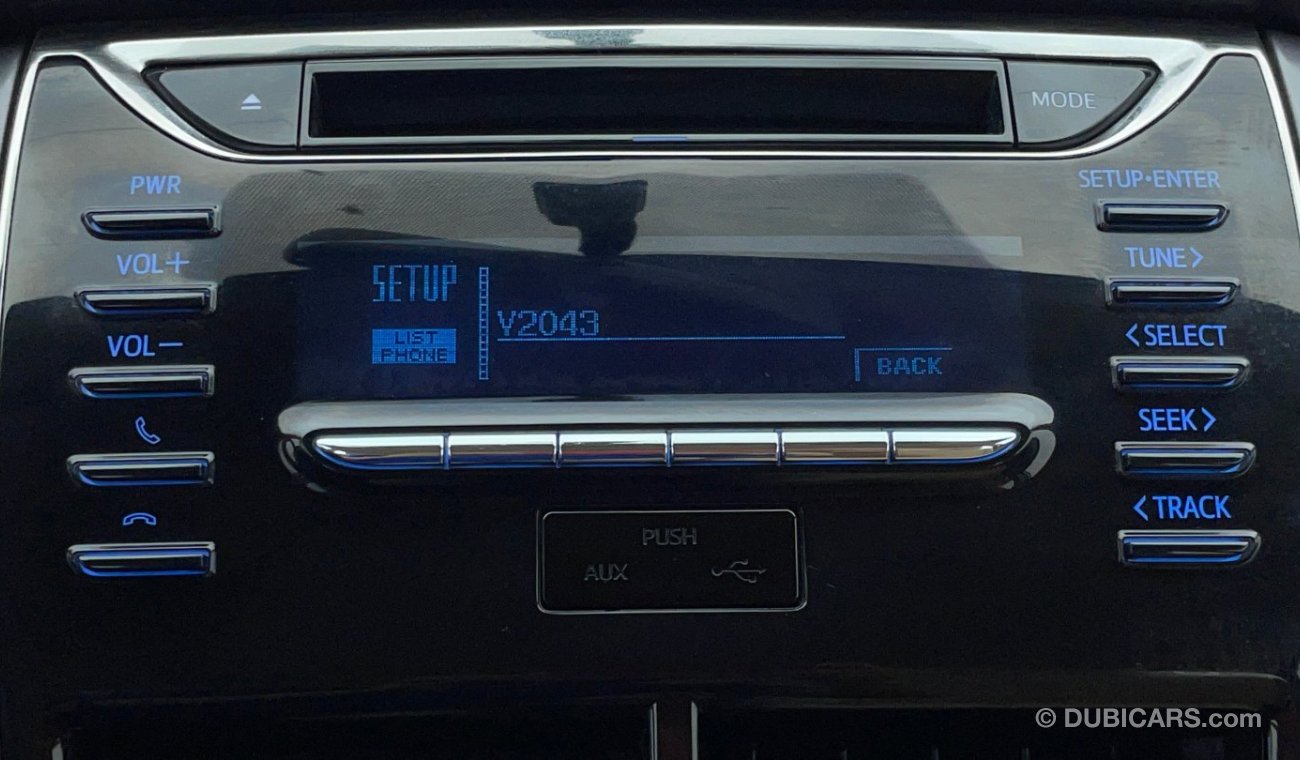 MODE
PWR
SETUP•ENTER
VOL+
TUNE>
SETUP
V2043
VOL−
<SELECT
LIST
PHONE
BACK
SEEK>
<TRACK
PUSH
AUX
© DUBICARS.com